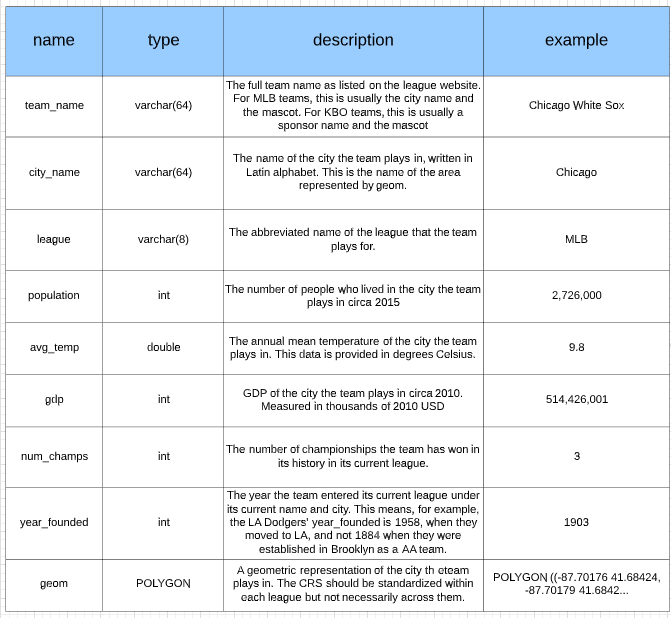 name type description example
team_name varchar(64) The full team name as listed on the league website. Chicago White Sox
For MLB teams, this is usually the city name and
the mascot. For KBO teams, this is usually a
sponsor name and the mascot
city_name varchar(64) The name of the city the team plays in, written in Chicago
Latin alphabet. This is the name of the area
represented by geom.
league varchar(8) The abbreviated name of the league that the team MLB
plays for.
population int The number of people who lived in the city the team 2,726,000
plays in circa 2015
avg_temp double The annual mean temperature of the city the team 9.8
plays in. This data is provided in degrees Celsius.
gdp int GDP of the city the team plays in circa 2010. 514,426,001
Measured in thousands of 2010 USD
num_champs int The number of championships the team has won in 3
its history in its current league.
year_founded int The year the team entered its current league under 1903
its current name and city. This means, for example,
the LA Dodgers' year_founded is 1958, when they
moved to LA, and not 1884 when they were
established in Brooklyn as a AA team.
geom POLYGON A geometric representation of the city th oteam POLYGON ((-87.70176 41.68424,
plays in. The CRS should be standardized within -87.70179 41.6842...
each league but not necessarily across them.